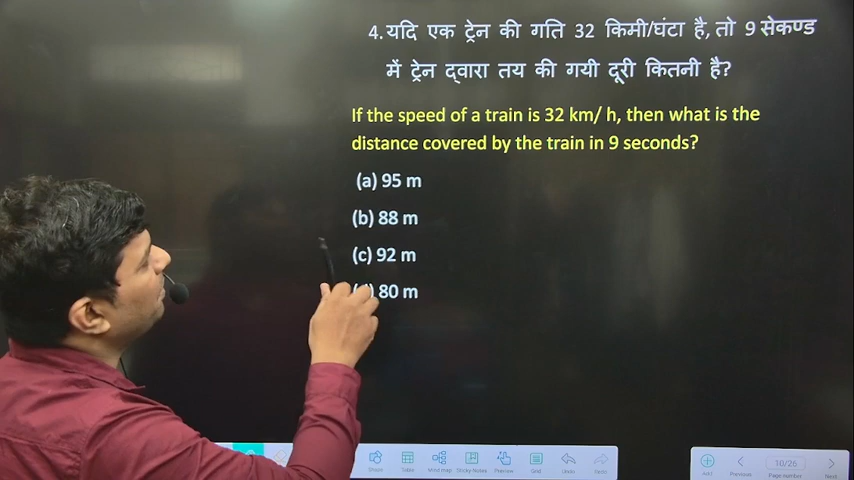 4. यदि एक ट्रेन की गति 32 किमी/घंटा है, तो 9 सेकण्ड
में ट्रेन द्वारा तय की गयी दूरी कितनी है?
If the speed of a train is 32 km/ h, then what is the
distance covered by the train in 9 seconds?
(a) 95 m
(b) 88 m
(c) 92 m
80 m
Shape Table Mind map Sticky-Notes Preview Grid Undo Redo
Add Previous 10/26 Page number Next